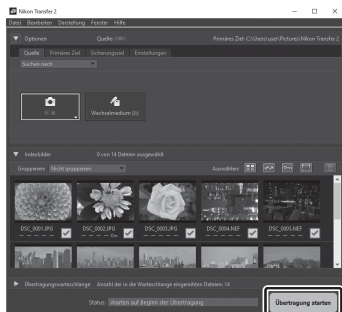 Nikon Transfer 2
Datei Bearbeiten Darstellung Fenster Hilfe
Optionen Quelle: Primäres Ziel: C:\Users\user\Pictures\Nikon Transfer 2
Quelle Primäres Ziel Sicherungsziel Einstellungen
Suchen nach
Wechselmedium (I:)
Indexbilder 0 von 14 Dateien ausgewählt
Gruppieren: Nicht gruppieren Auswählen:
DSC_0001.JPG DSC_0002.JPG DSC_0003.JPG DSC_0004.NEF DSC_0005.NEF
Übertragungswarteschlange Anzahl der in die Warteschlange eingereihten Dateien: 14
Status: Warten auf Beginn der Übertragung Übertragung starten